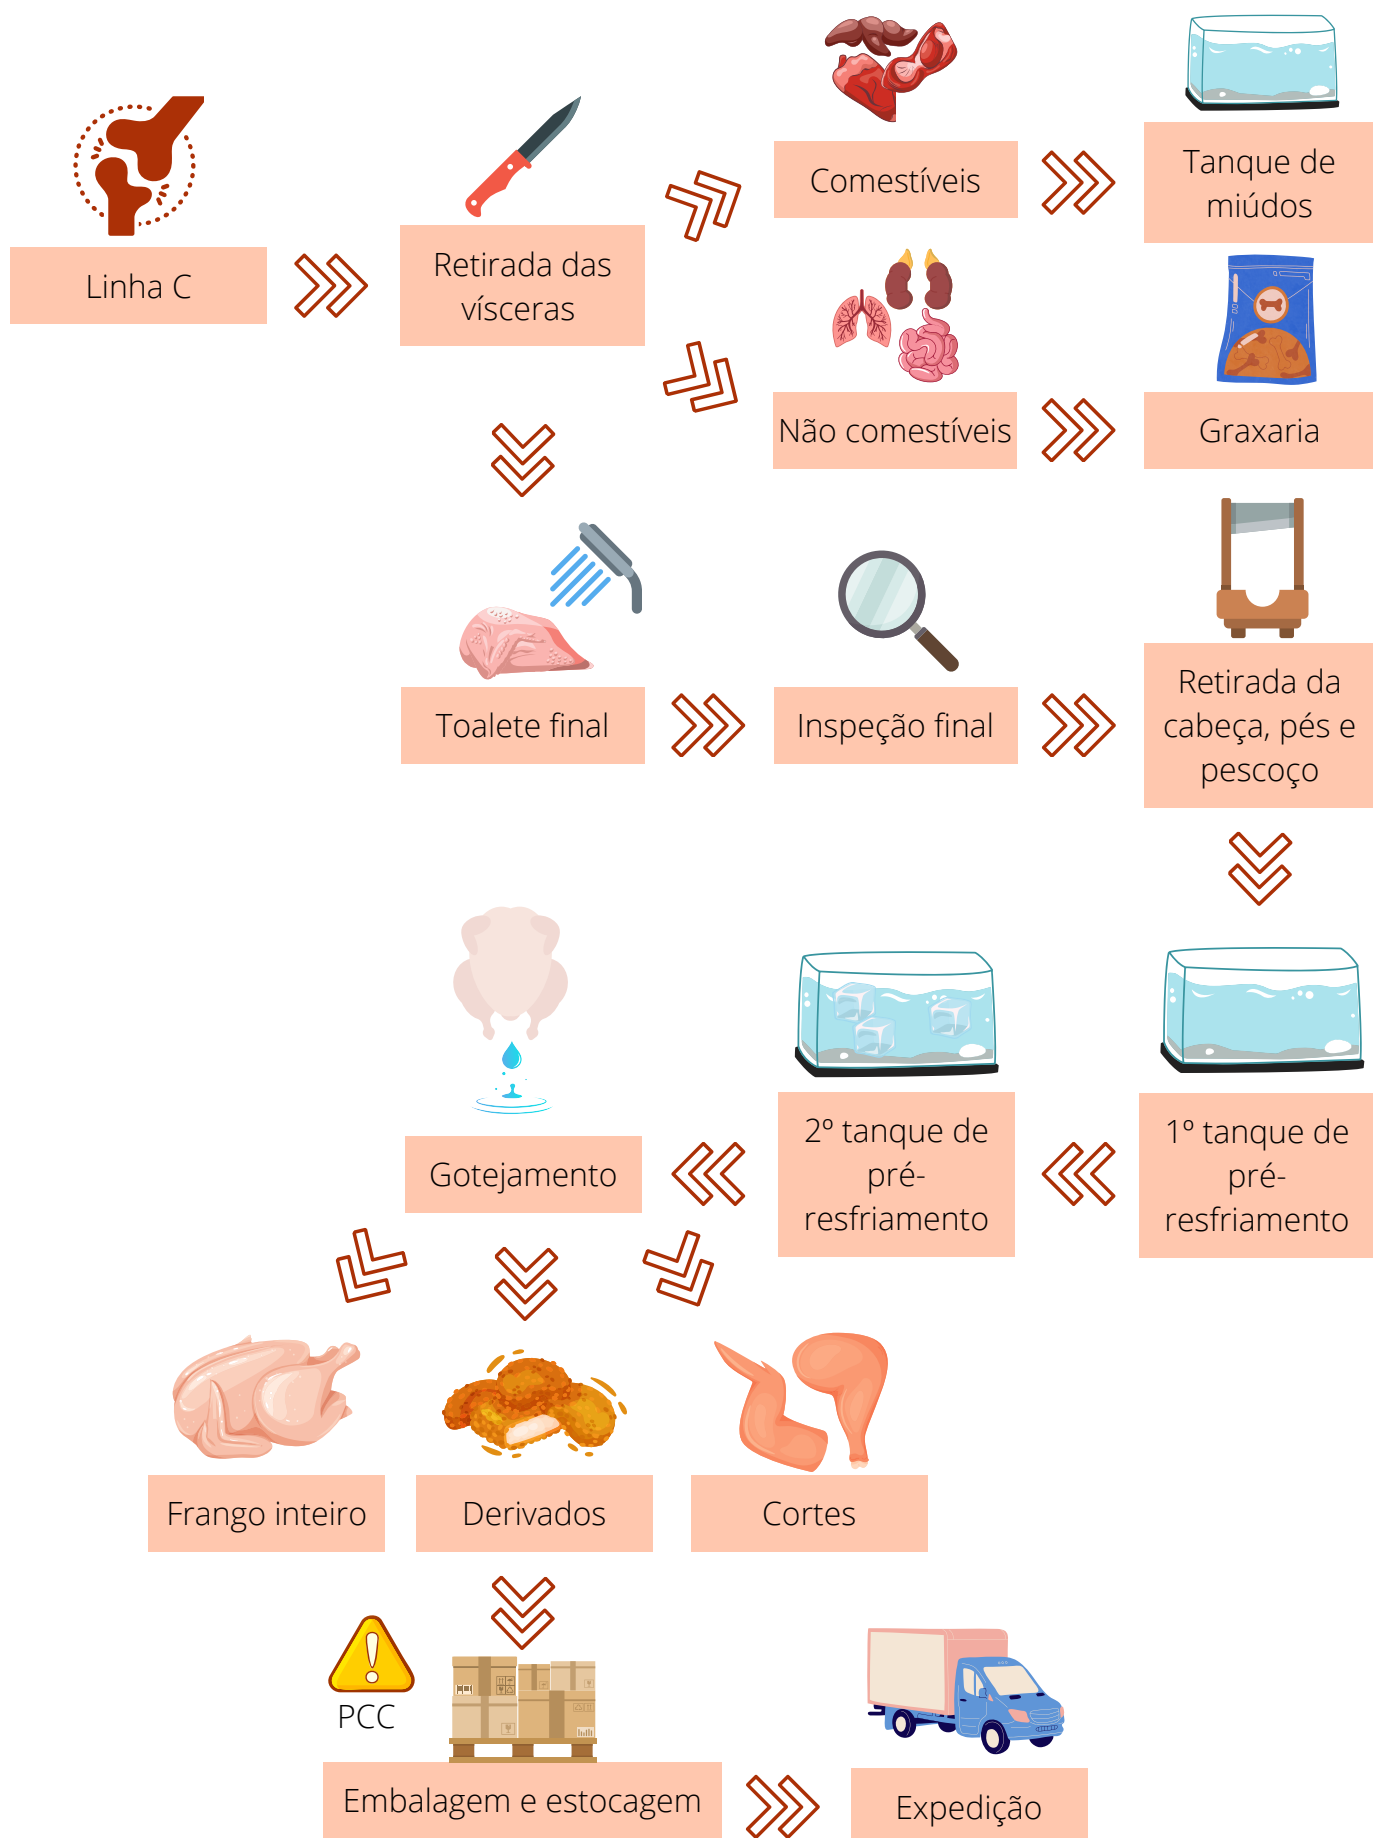 Linha C
Retirada das
vísceras
Comestíveis
Tanque de
miúdos
Não comestíveis
Graxaria
Toalete final
Inspeção final
Retirada da
cabeça, pés e
pescoço
1º tanque de
pré-
resfriamento
2º tanque de
pré-
resfriamento
Gotejamento
Frango inteiro
Derivados
Cortes
PCC
Embalagem e estocagem
Expedição